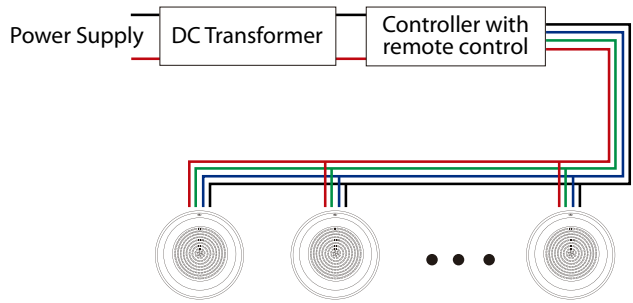 Power Supply
DC Transformer
Controller with
remote control